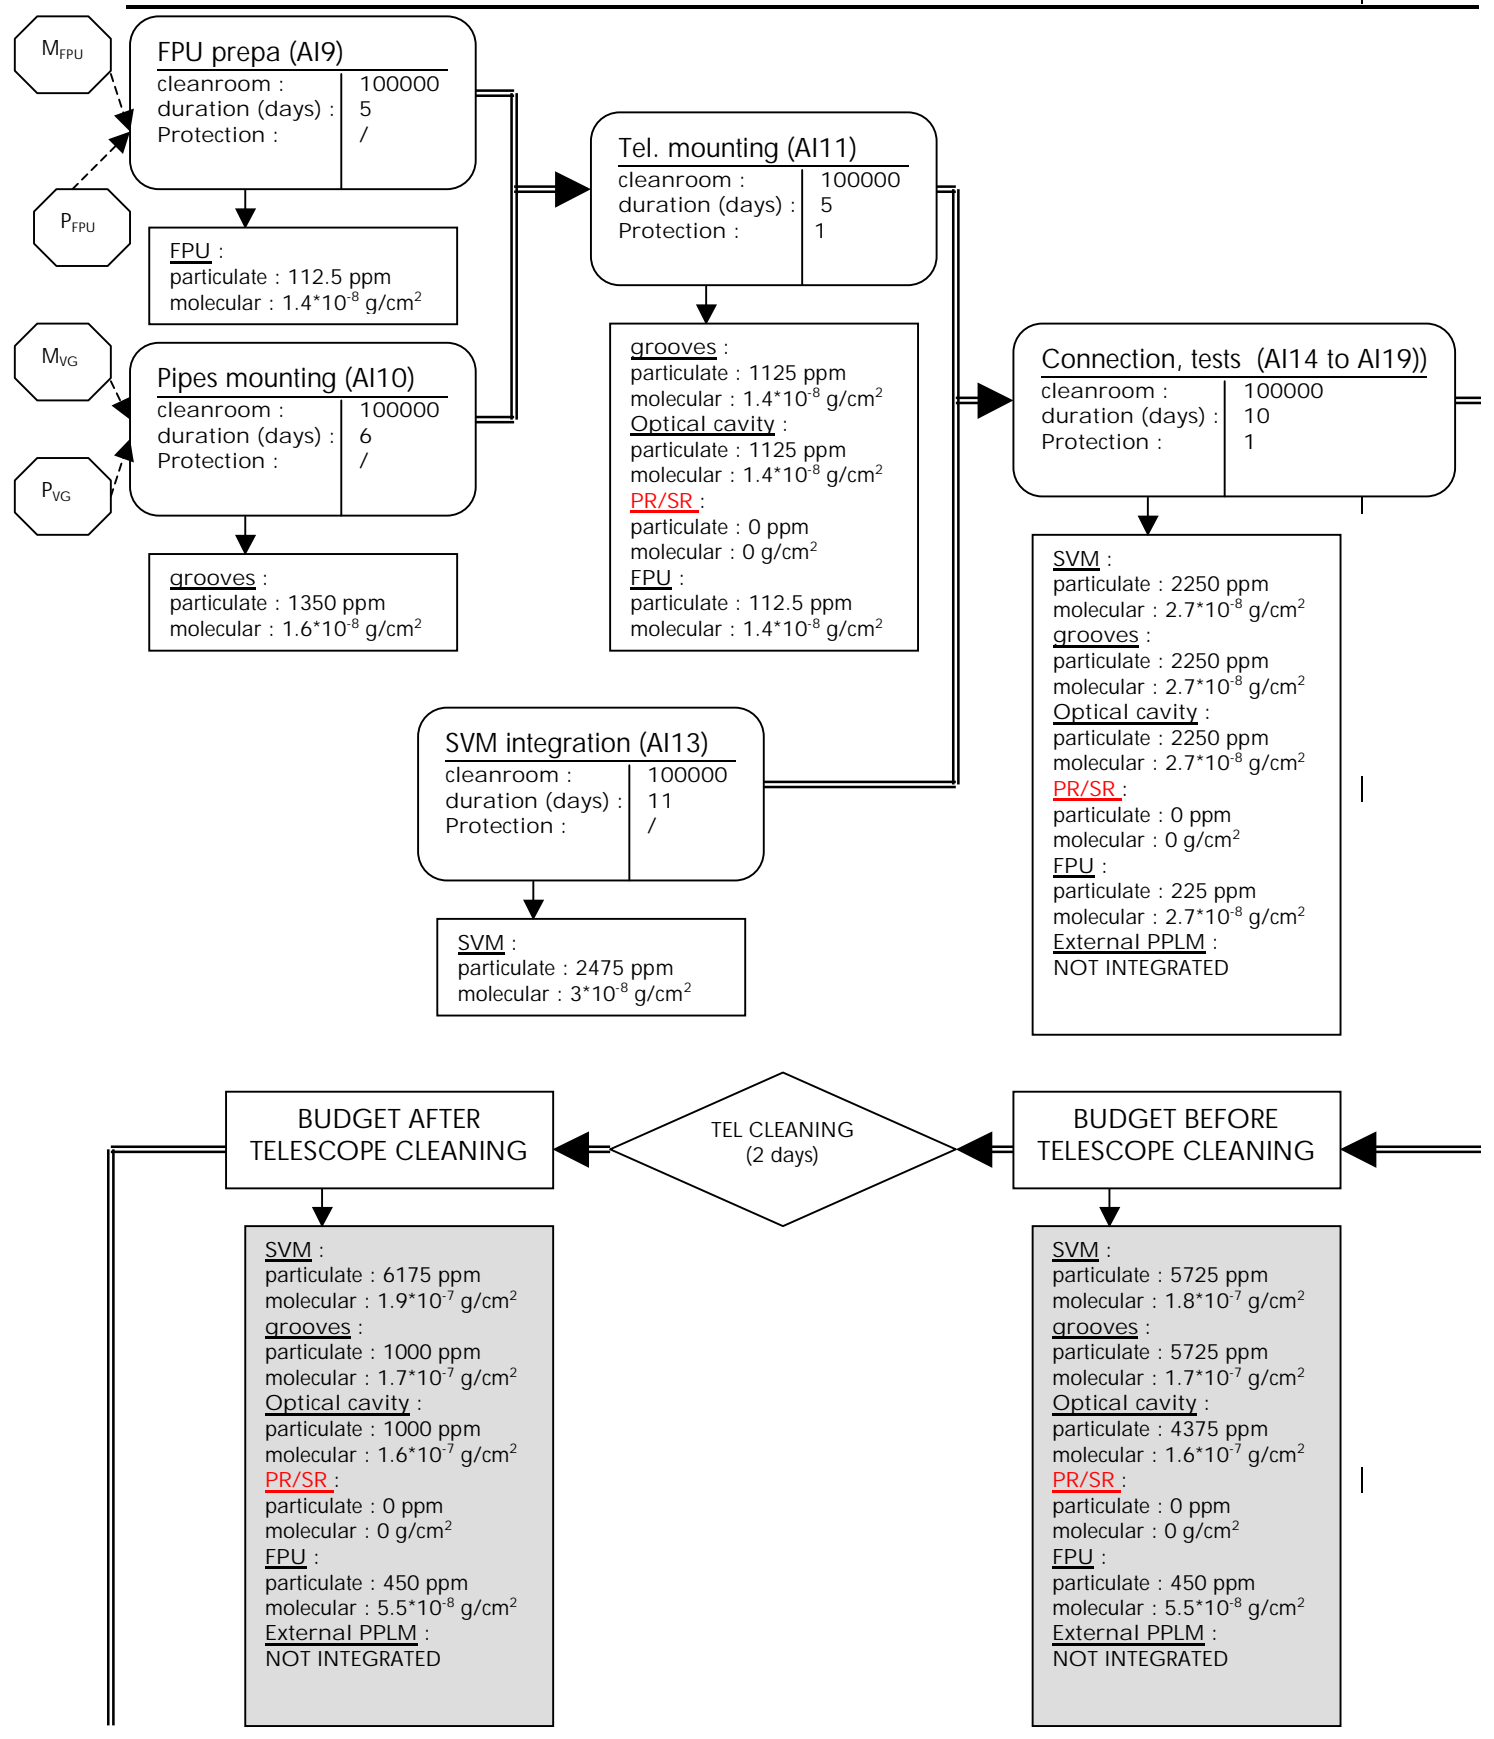 M_FPU
FPU prepa (AI9)
cleanroom : 100000
duration (days) : 5
Protection : /
P_FPU
FPU :
particulate : 112.5 ppm
molecular : 1.4*10⁻⁸ g/cm²
M_VG
Pipes mounting (AI10)
cleanroom : 100000
duration (days) : 6
Protection : /
P_VG
grooves :
particulate : 1350 ppm
molecular : 1.6*10⁻⁸ g/cm²
Tel. mounting (AI11)
cleanroom : 100000
duration (days) : 5
Protection : 1
grooves :
particulate : 1125 ppm
molecular : 1.4*10⁻⁸ g/cm²
Optical cavity :
particulate : 1125 ppm
molecular : 1.4*10⁻⁸ g/cm²
PR/SR :
particulate : 0 ppm
molecular : 0 g/cm²
FPU :
particulate : 112.5 ppm
molecular : 1.4*10⁻⁸ g/cm²
SVM integration (AI13)
cleanroom : 100000
duration (days) : 11
Protection : /
SVM :
particulate : 2475 ppm
molecular : 3*10⁻⁸ g/cm²
Connection, tests (AI14 to AI19))
cleanroom : 100000
duration (days) : 10
Protection : 1
SVM :
particulate : 2250 ppm
molecular : 2.7*10⁻⁸ g/cm²
grooves :
particulate : 2250 ppm
molecular : 2.7*10⁻⁸ g/cm²
Optical cavity :
particulate : 2250 ppm
molecular : 2.7*10⁻⁸ g/cm²
PR/SR :
particulate : 0 ppm
molecular : 0 g/cm²
FPU :
particulate : 225 ppm
molecular : 2.7*10⁻⁸ g/cm²
External PPLM :
NOT INTEGRATED
BUDGET AFTER
TELESCOPE CLEANING
TEL CLEANING
(2 days)
BUDGET BEFORE
TELESCOPE CLEANING
SVM :
particulate : 6175 ppm
molecular : 1.9*10⁻⁷ g/cm²
grooves :
particulate : 1000 ppm
molecular : 1.7*10⁻⁷ g/cm²
Optical cavity :
particulate : 1000 ppm
molecular : 1.6*10⁻⁷ g/cm²
PR/SR :
particulate : 0 ppm
molecular : 0 g/cm²
FPU :
particulate : 450 ppm
molecular : 5.5*10⁻⁸ g/cm²
External PPLM :
NOT INTEGRATED
SVM :
particulate : 5725 ppm
molecular : 1.8*10⁻⁷ g/cm²
grooves :
particulate : 5725 ppm
molecular : 1.7*10⁻⁷ g/cm²
Optical cavity :
particulate : 4375 ppm
molecular : 1.6*10⁻⁷ g/cm²
PR/SR :
particulate : 0 ppm
molecular : 0 g/cm²
FPU :
particulate : 450 ppm
molecular : 5.5*10⁻⁸ g/cm²
External PPLM :
NOT INTEGRATED